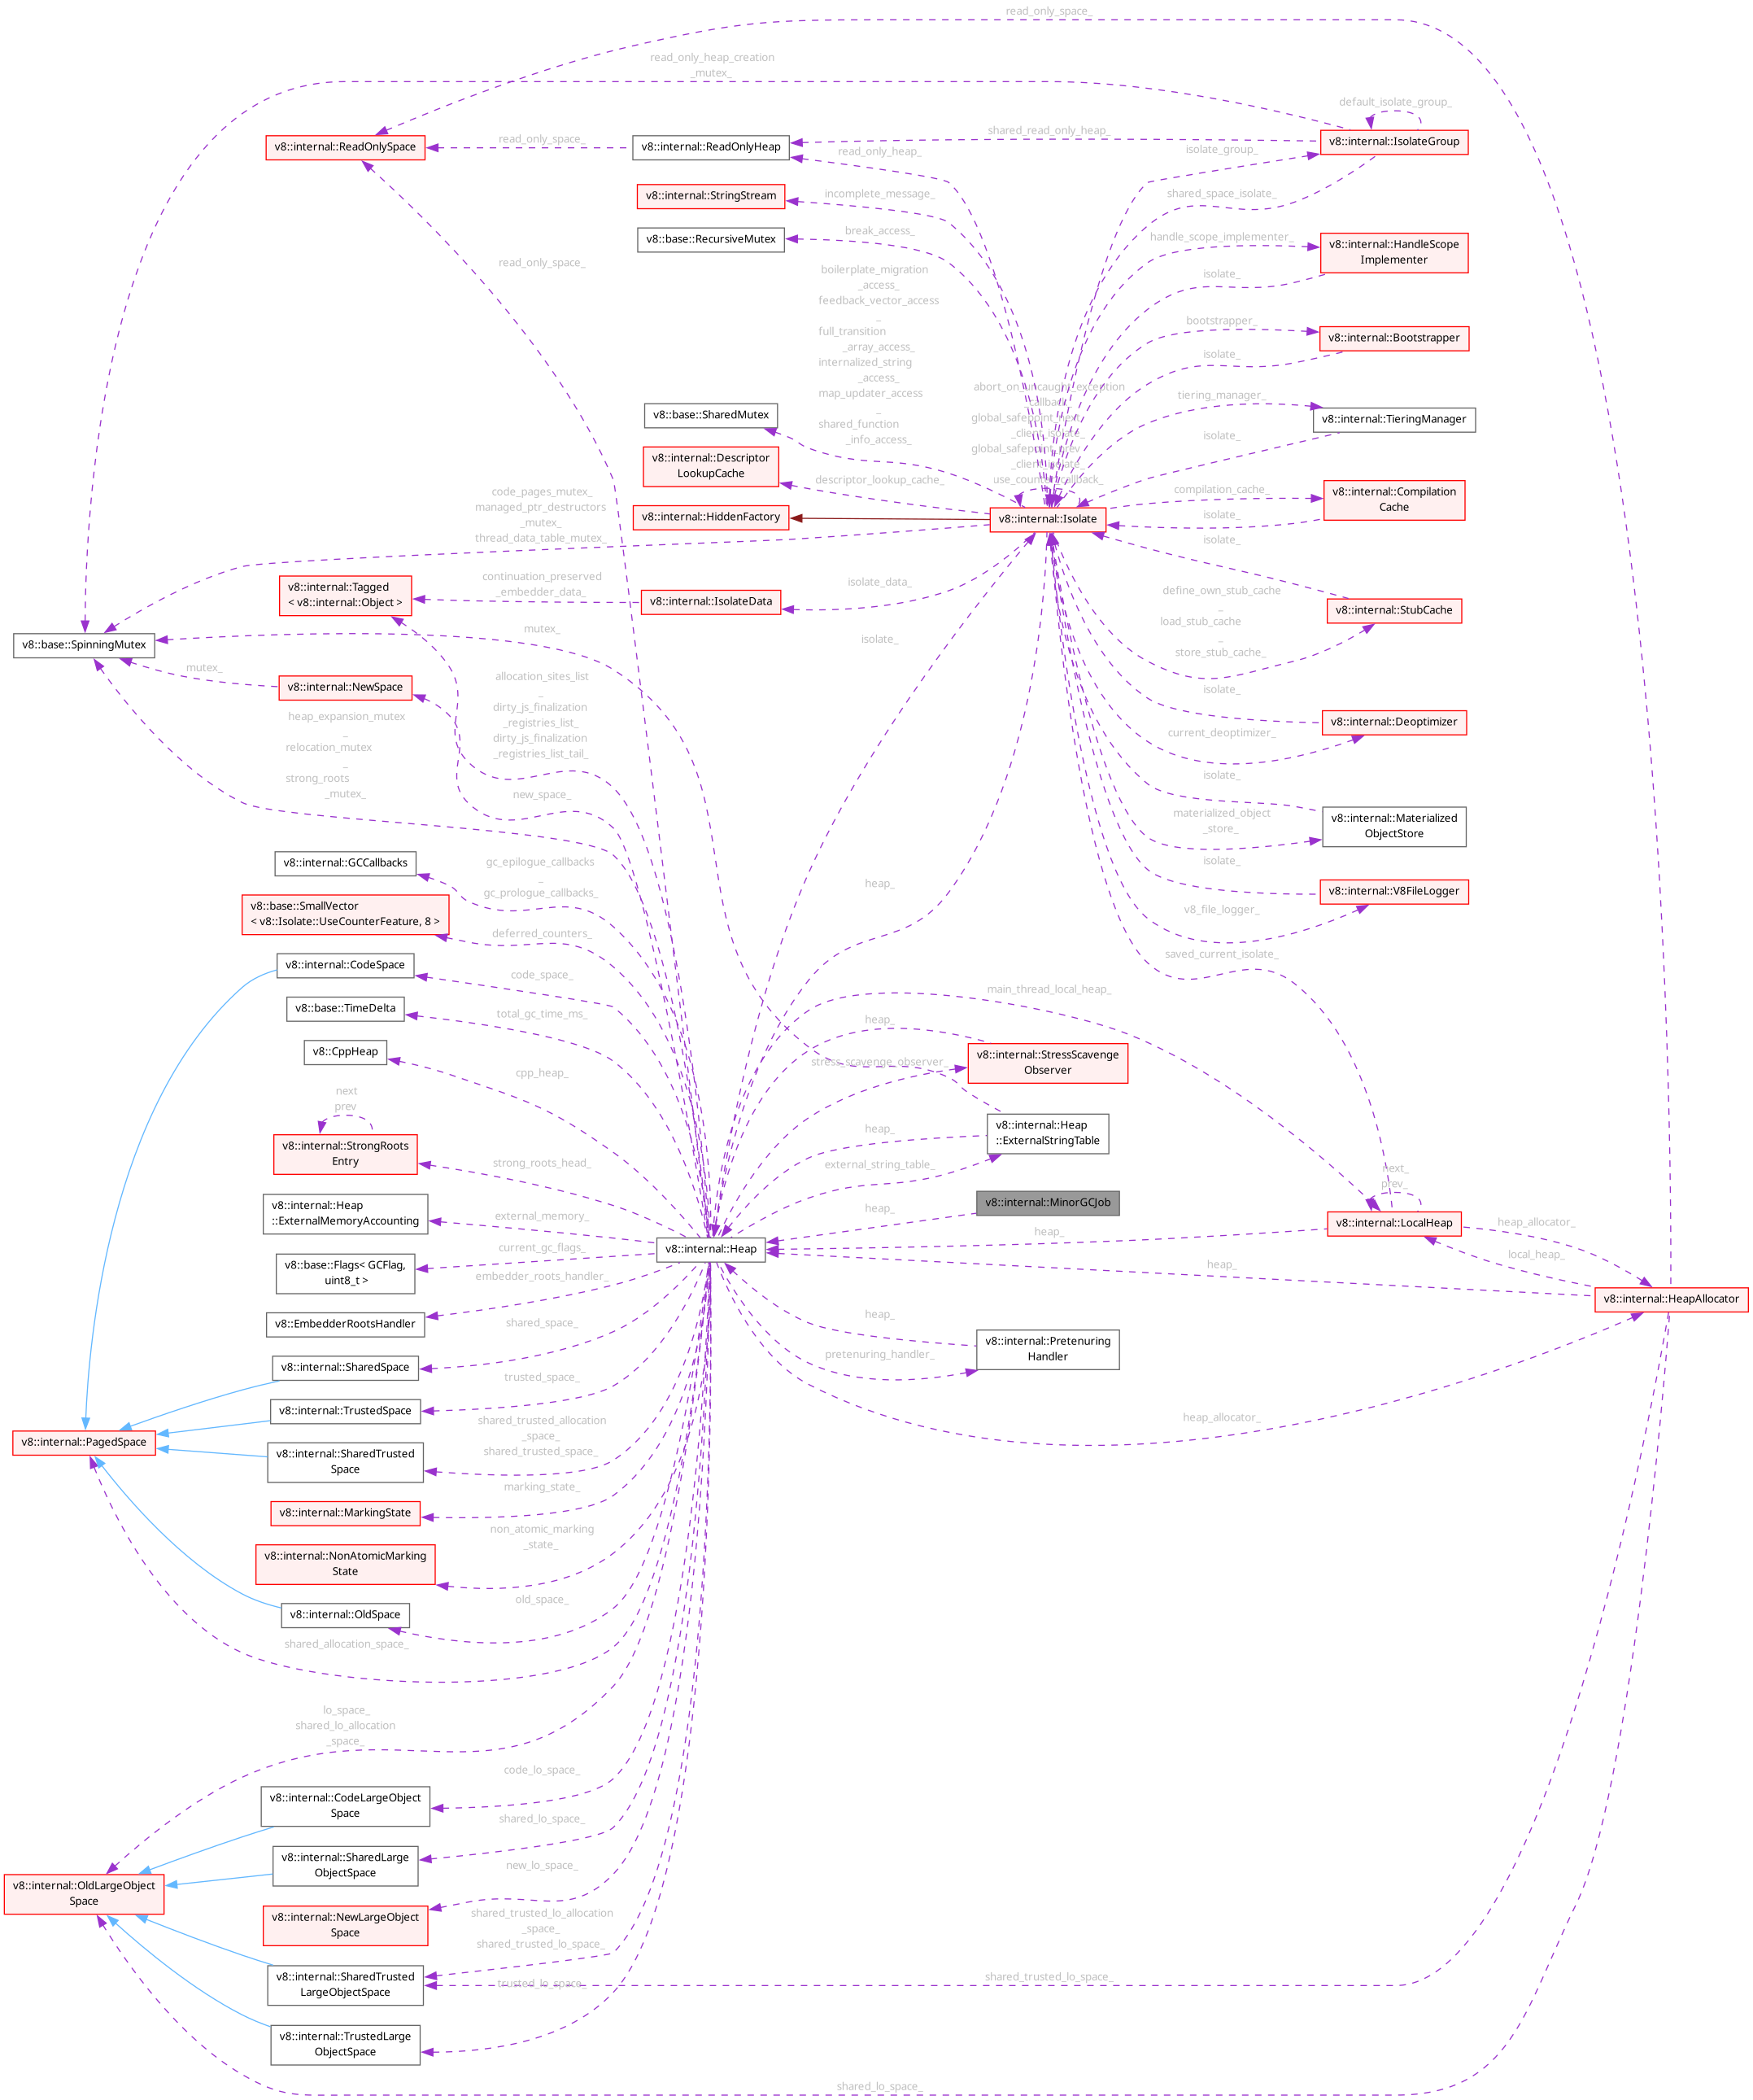 read_only_space_
read_only_heap_creation
_mutex_
default_isolate_group_
v8::internal::ReadOnlySpace
read_only_space_
v8::internal::ReadOnlyHeap
shared_read_only_heap_
v8::internal::IsolateGroup
read_only_heap_
isolate_group_
v8::internal::StringStream
incomplete_message_
shared_space_isolate_
v8::base::RecursiveMutex
break_access_
handle_scope_implementer_
v8::internal::HandleScope
Implementer
read_only_space_
boilerplate_migration
_access_
feedback_vector_access
_
full_transition
_array_access_
internalized_string
_access_
map_updater_access
_
shared_function
_info_access_
isolate_
bootstrapper_
v8::internal::Bootstrapper
isolate_
v8::base::SharedMutex
abort_on_uncaught_exception
_callback_
global_safepoint_next
_client_isolate_
global_safepoint_prev
_client_isolate_
use_counter_callback_
tiering_manager_
v8::internal::TieringManager
isolate_
v8::internal::Descriptor
LookupCache
descriptor_lookup_cache_
compilation_cache_
v8::internal::Compilation
Cache
code_pages_mutex_
managed_ptr_destructors
_mutex_
thread_data_table_mutex_
v8::internal::HiddenFactory
v8::internal::Isolate
isolate_
isolate_
v8::internal::Tagged
< v8::internal::Object >
continuation_preserved
_embedder_data_
v8::internal::IsolateData
isolate_data_
define_own_stub_cache
_
load_stub_cache
_
store_stub_cache_
v8::internal::StubCache
v8::base::SpinningMutex
mutex_
isolate_
mutex_
v8::internal::NewSpace
allocation_sites_list
_
dirty_js_finalization
_registries_list_
dirty_js_finalization
_registries_list_tail_
isolate_
v8::internal::Deoptimizer
current_deoptimizer_
heap_expansion_mutex
_
relocation_mutex
_
strong_roots
_mutex_
new_space_
isolate_
materialized_object
_store_
v8::internal::Materialized
ObjectStore
v8::internal::GCCallbacks
gc_epilogue_callbacks
_
gc_prologue_callbacks_
heap_
isolate_
v8::internal::V8FileLogger
v8::base::SmallVector
< v8::Isolate::UseCounterFeature, 8 >
deferred_counters_
v8_file_logger_
v8::internal::CodeSpace
code_space_
saved_current_isolate_
v8::base::TimeDelta
total_gc_time_ms_
main_thread_local_heap_
v8::CppHeap
cpp_heap_
heap_
stress_scavenge_observer_
v8::internal::StressScavenge
Observer
next
prev
v8::internal::StrongRoots
Entry
strong_roots_head_
heap_
v8::internal::Heap
::ExternalStringTable
external_string_table_
next_
prev_
v8::internal::Heap
::ExternalMemoryAccounting
external_memory_
heap_
v8::internal::MinorGCJob
v8::internal::LocalHeap
heap_allocator_
v8::base::Flags< GCFlag,
uint8_t >
current_gc_flags_
v8::internal::Heap
heap_
local_heap_
embedder_roots_handler_
heap_
v8::internal::HeapAllocator
v8::EmbedderRootsHandler
shared_space_
heap_
v8::internal::Pretenuring
Handler
pretenuring_handler_
v8::internal::SharedSpace
trusted_space_
v8::internal::TrustedSpace
heap_allocator_
v8::internal::PagedSpace
shared_trusted_allocation
_space_
shared_trusted_space_
v8::internal::SharedTrusted
Space
marking_state_
v8::internal::MarkingState
non_atomic_marking
_state_
v8::internal::NonAtomicMarking
State
old_space_
v8::internal::OldSpace
shared_allocation_space_
lo_space_
shared_lo_allocation
_space_
code_lo_space_
v8::internal::CodeLargeObject
Space
shared_lo_space_
v8::internal::SharedLarge
ObjectSpace
v8::internal::OldLargeObject
Space
new_lo_space_
v8::internal::NewLargeObject
Space
shared_trusted_lo_allocation
_space_
shared_trusted_lo_space_
v8::internal::SharedTrusted
LargeObjectSpace
trusted_lo_space_
shared_trusted_lo_space_
v8::internal::TrustedLarge
ObjectSpace
shared_lo_space_